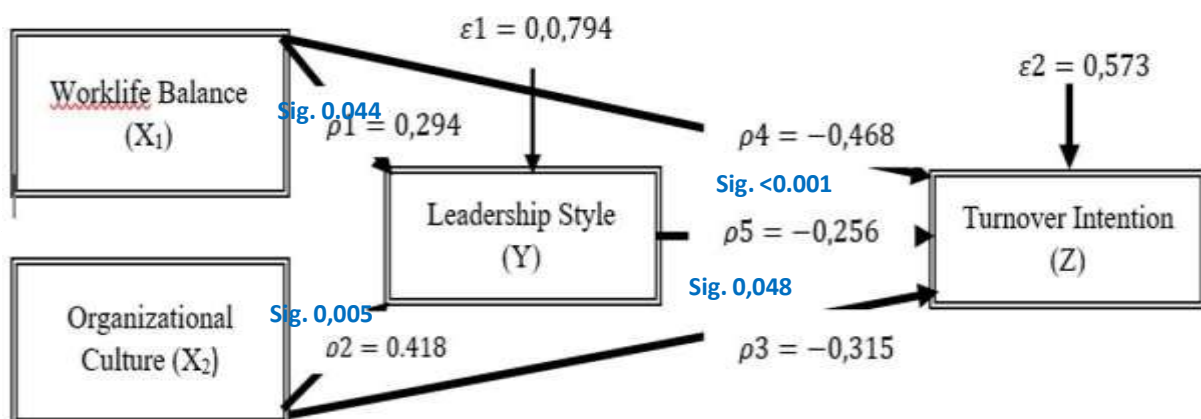 ε1 = 0,0,794
ε2 = 0,573
Worklife Balance
(X₁)
Sig. 0.044
ρ1 = 0,294
ρ4 = −0,468
Sig. <0.001
Leadership Style
(Y)
ρ5 = −0,256
Turnover Intention
(Z)
Sig. 0,048
Organizational
Culture (X₂)
Sig. 0,005
ρ2 = 0.418
ρ3 = −0,315